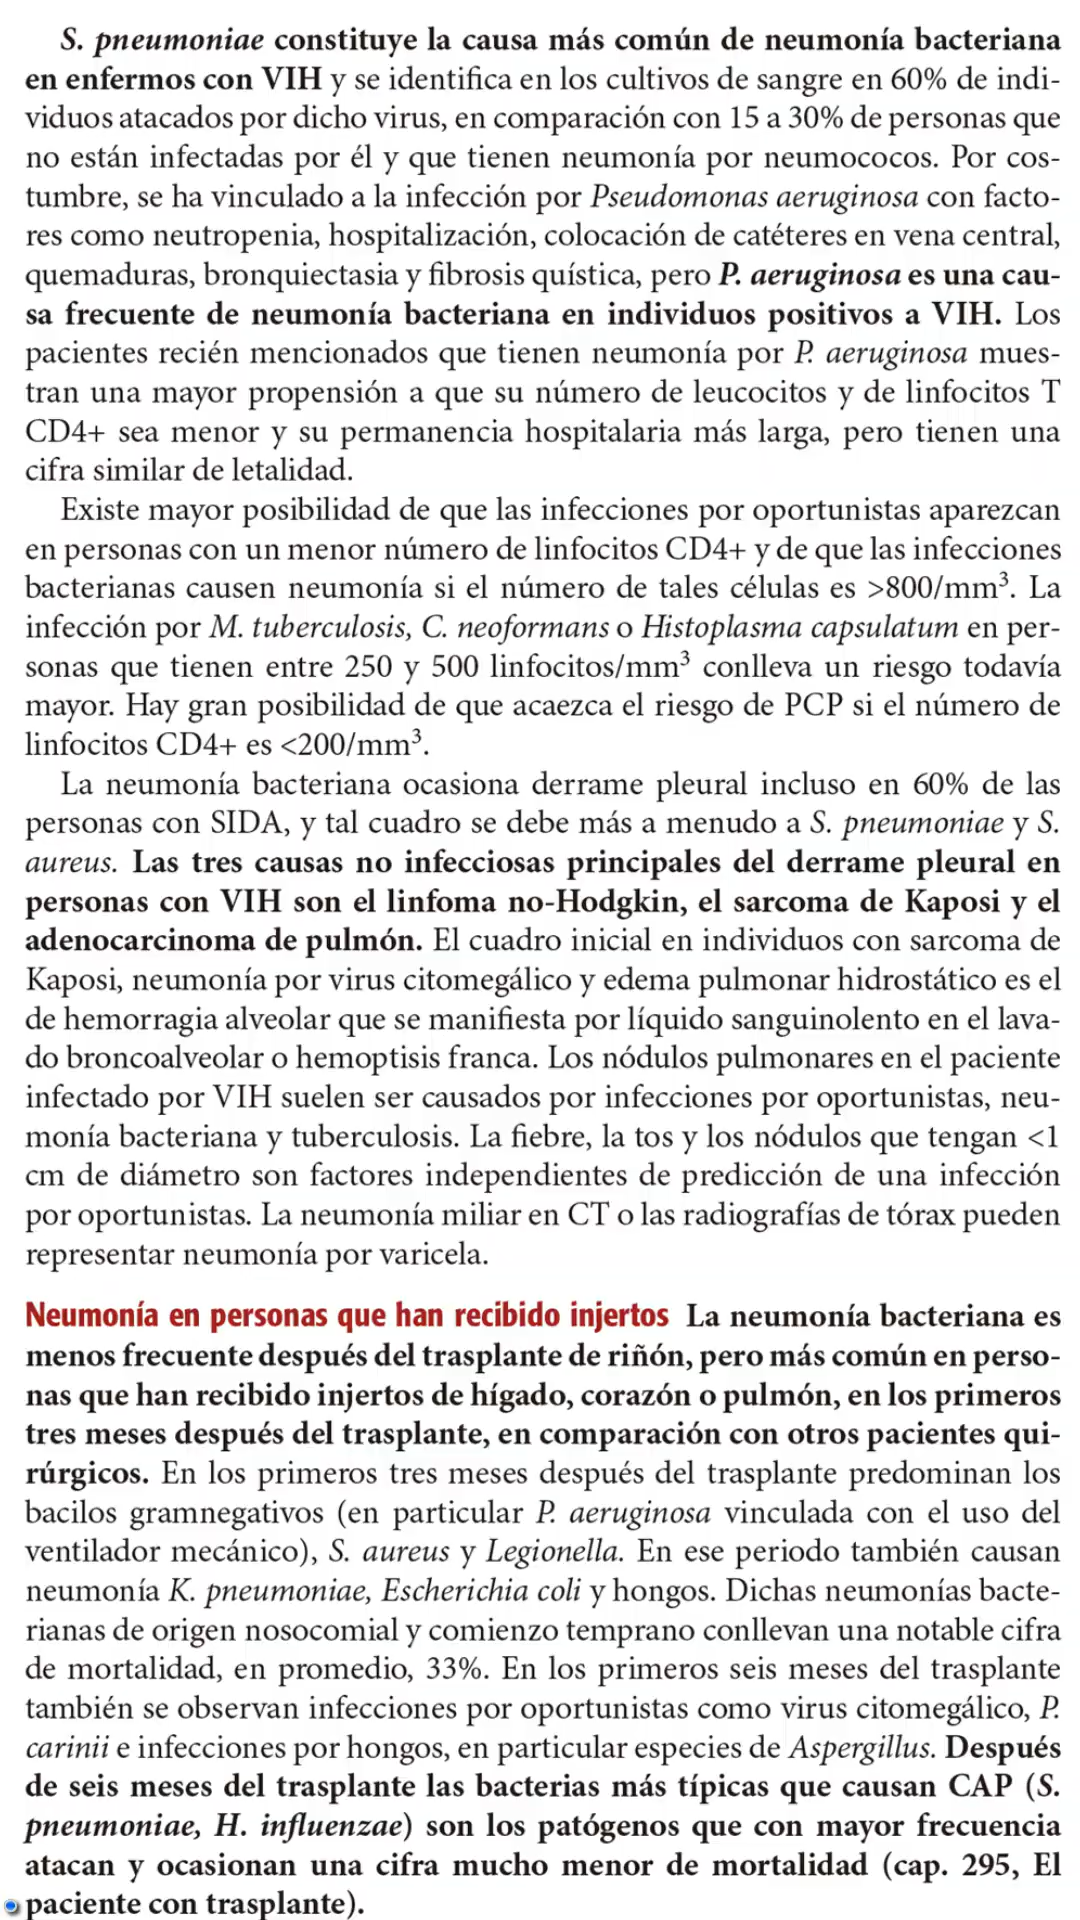 S. pneumoniae constituye la causa más común de neumonía bacteriana
en enfermos con VIH y se identifica en los cultivos de sangre en 60% de indi-
viduos atacados por dicho virus, en comparación con 15 a 30% de personas que
no están infectadas por él y que tienen neumonía por neumococos. Por cos-
tumbre, se ha vinculado a la infección por Pseudomonas aeruginosa con facto-
res como neutropenia, hospitalización, colocación de catéteres en vena central,
quemaduras, bronquiectasia y fibrosis quística, pero P. aeruginosa es una cau-
sa frecuente de neumonía bacteriana en individuos positivos a VIH. Los
pacientes recién mencionados que tienen neumonía por P. aeruginosa mues-
tran una mayor propensión a que su número de leucocitos y de linfocitos T
CD4+ sea menor y su permanencia hospitalaria más larga, pero tienen una
cifra similar de letalidad.
Existe mayor posibilidad de que las infecciones por oportunistas aparezcan
en personas con un menor número de linfocitos CD4+ y de que las infecciones
bacterianas causen neumonía si el número de tales células es >800/mm³. La
infección por M. tuberculosis, C. neoformans o Histoplasma capsulatum en per-
sonas que tienen entre 250 y 500 linfocitos/mm³ conlleva un riesgo todavía
mayor. Hay gran posibilidad de que acaezca el riesgo de PCP si el número de
linfocitos CD4+ es <200/mm³.
La neumonía bacteriana ocasiona derrame pleural incluso en 60% de las
personas con SIDA, y tal cuadro se debe más a menudo a S. pneumoniae y S.
aureus. Las tres causas no infecciosas principales del derrame pleural en
personas con VIH son el linfoma no-Hodgkin, el sarcoma de Kaposi y el
adenocarcinoma de pulmón. El cuadro inicial en individuos con sarcoma de
Kaposi, neumonía por virus citomegálico y edema pulmonar hidrostático es el
de hemorragia alveolar que se manifiesta por líquido sanguinolento en el lava-
do broncoalveolar o hemoptisis franca. Los nódulos pulmonares en el paciente
infectado por VIH suelen ser causados por infecciones por oportunistas, neu-
monía bacteriana y tuberculosis. La fiebre, la tos y los nódulos que tengan <1
cm de diámetro son factores independientes de predicción de una infección
por oportunistas. La neumonía miliar en CT o las radiografías de tórax pueden
representar neumonía por varicela.
Neumonía en personas que han recibido injertos La neumonía bacteriana es
menos frecuente después del trasplante de riñón, pero más común en perso-
nas que han recibido injertos de hígado, corazón o pulmón, en los primeros
tres meses después del trasplante, en comparación con otros pacientes qui-
rúrgicos. En los primeros tres meses después del trasplante predominan los
bacilos gramnegativos (en particular P. aeruginosa vinculada con el uso del
ventilador mecánico), S. aureus y Legionella. En ese periodo también causan
neumonía K. pneumoniae, Escherichia coli y hongos. Dichas neumonías bacte-
rianas de origen nosocomial y comienzo temprano conllevan una notable cifra
de mortalidad, en promedio, 33%. En los primeros seis meses del trasplante
también se observan infecciones por oportunistas como virus citomegálico, P.
carinii e infecciones por hongos, en particular especies de Aspergillus. Después
de seis meses del trasplante las bacterias más típicas que causan CAP (S.
pneumoniae, H. influenzae) son los patógenos que con mayor frecuencia
atacan y ocasionan una cifra mucho menor de mortalidad (cap. 295, El
paciente con trasplante).